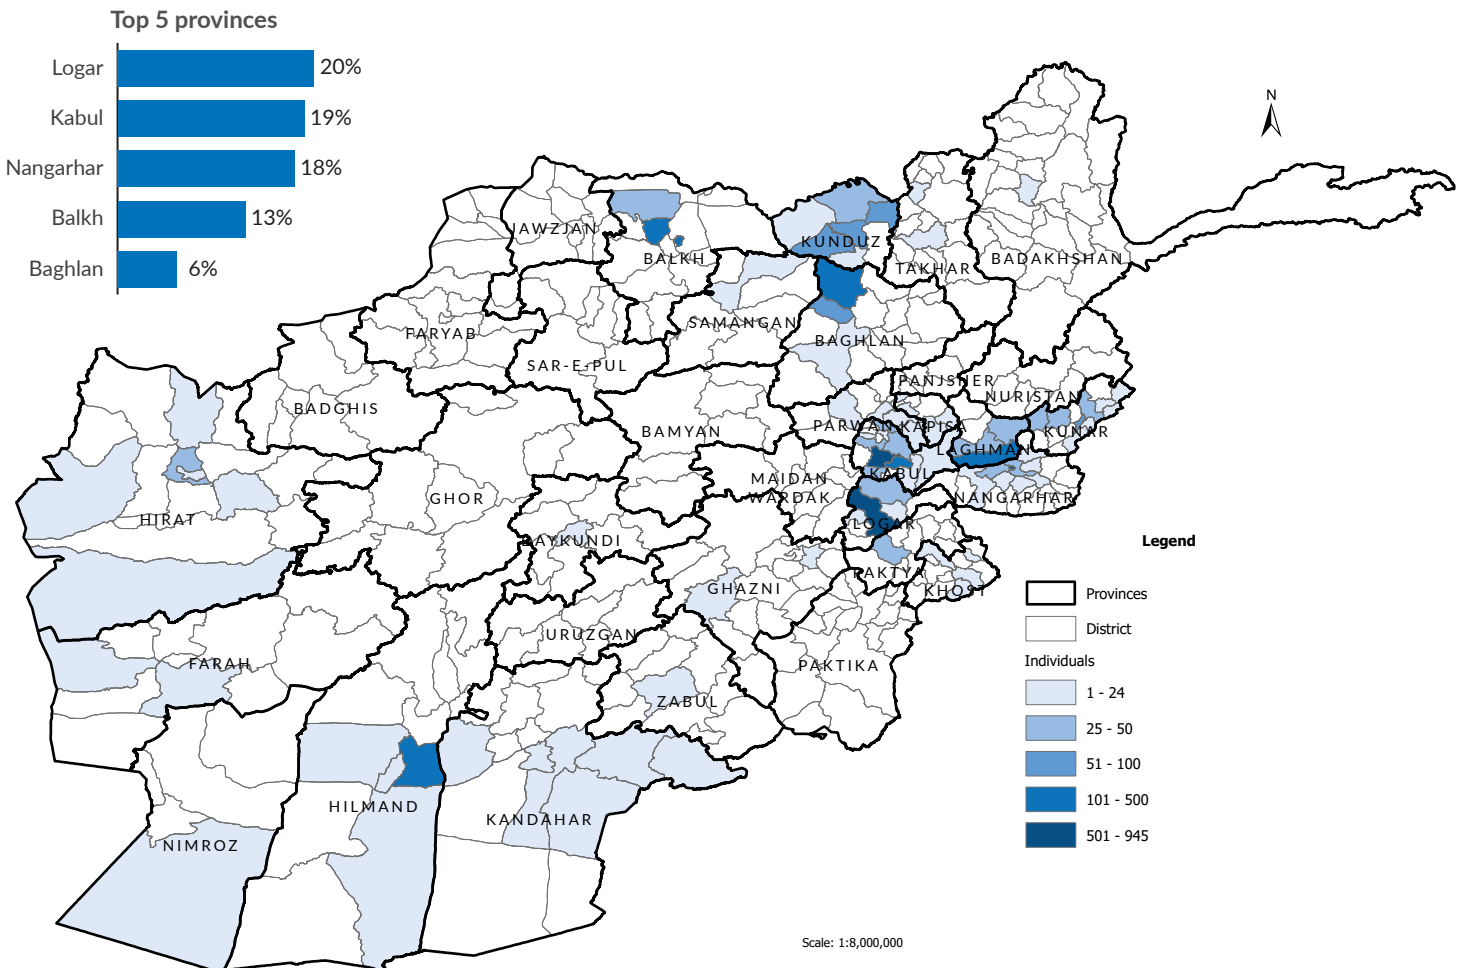 Top 5 provinces
Logar
20%
Kabul
19%
Nangarhar
18%
Balkh
13%
Baghlan
6%
N
JAWZJAN
BALKH
KUNDUZ
TAKHAR
BADAKHSHAN
SAMANGAN
FARYAB
BAGHLAN
SAR-E-PUL
PANJSHER
NURISTAN
BADGHIS
BAMYAN
PARWAN
KAPISA
KUNAR
LAGHMAN
KABUL
MAIDAN
WARDAK
GHOR
NANGARHAR
HIRAT
LOGAR
DAYKUNDI
PAKTYA
GHAZNI
KHOST
URUZGAN
FARAH
PAKTIKA
ZABUL
HILMAND
KANDAHAR
NIMROZ
Legend
Provinces
District
Individuals
1 - 24
25 - 50
51 - 100
101 - 500
501 - 945
Scale: 1:8,000,000